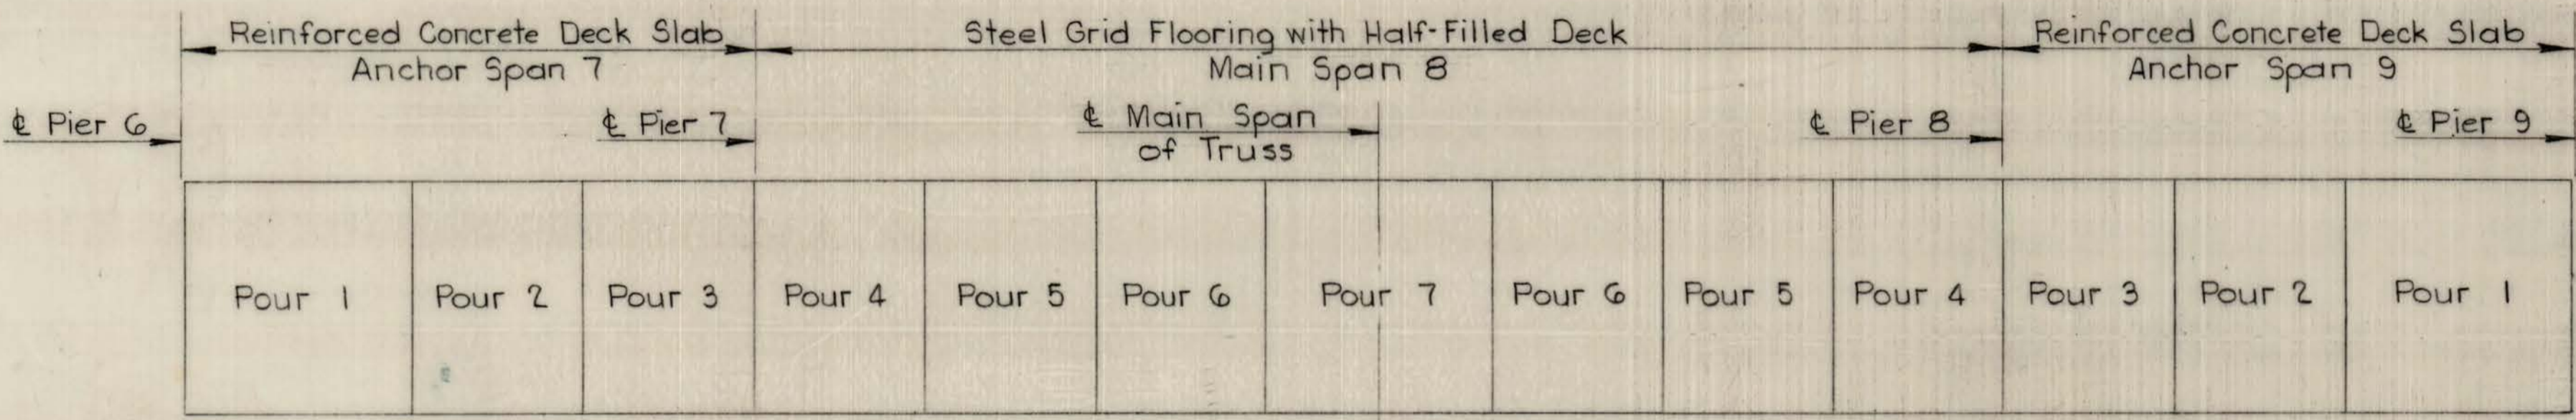 Reinforced Concrete Deck Slab
Anchor Span 7
Steel Grid Flooring with Half-Filled Deck
Main Span 8
Reinforced Concrete Deck Slab
Anchor Span 9
℄ Pier 6
℄ Pier 7
℄ Main Span
of Truss
℄ Pier 8
℄ Pier 9
Pour 1
Pour 2
Pour 3
Pour 4
Pour 5
Pour 6
Pour 7
Pour 6
Pour 5
Pour 4
Pour 3
Pour 2
Pour 1